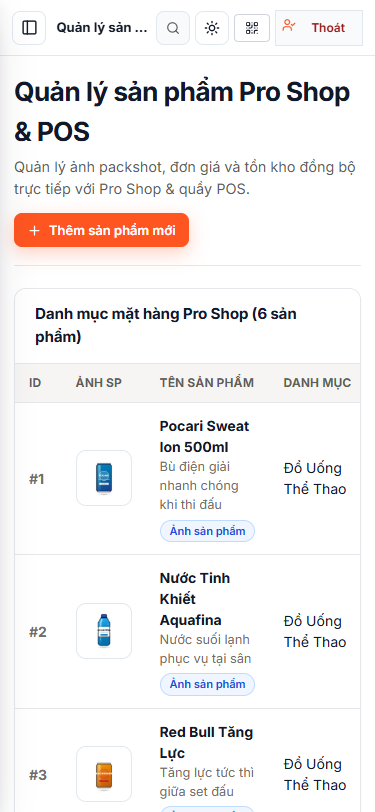 Quản lý sản ...
Thoát
Quản lý sản phẩm Pro Shop
& POS
Quản lý ảnh packshot, đơn giá và tồn kho đồng bộ
trực tiếp với Pro Shop & quầy POS.
+ Thêm sản phẩm mới
Danh mục mặt hàng Pro Shop (6 sản
phẩm)
ID ẢNH SP TÊN SẢN PHẨM DANH MỤC
Pocari Sweat
Ion 500ml
#1
Bù điện giải
nhanh chóng
khi thi đấu
Đồ Uống
Thể Thao
Ảnh sản phẩm
Nước Tinh
Khiết
Aquafina
#2
Nước suối lạnh
phục vụ tại sân
Đồ Uống
Thể Thao
Ảnh sản phẩm
Red Bull Tăng
Lực
#3
Tăng lực tức thì
giữa set đấu
Đồ Uống
Thể Thao